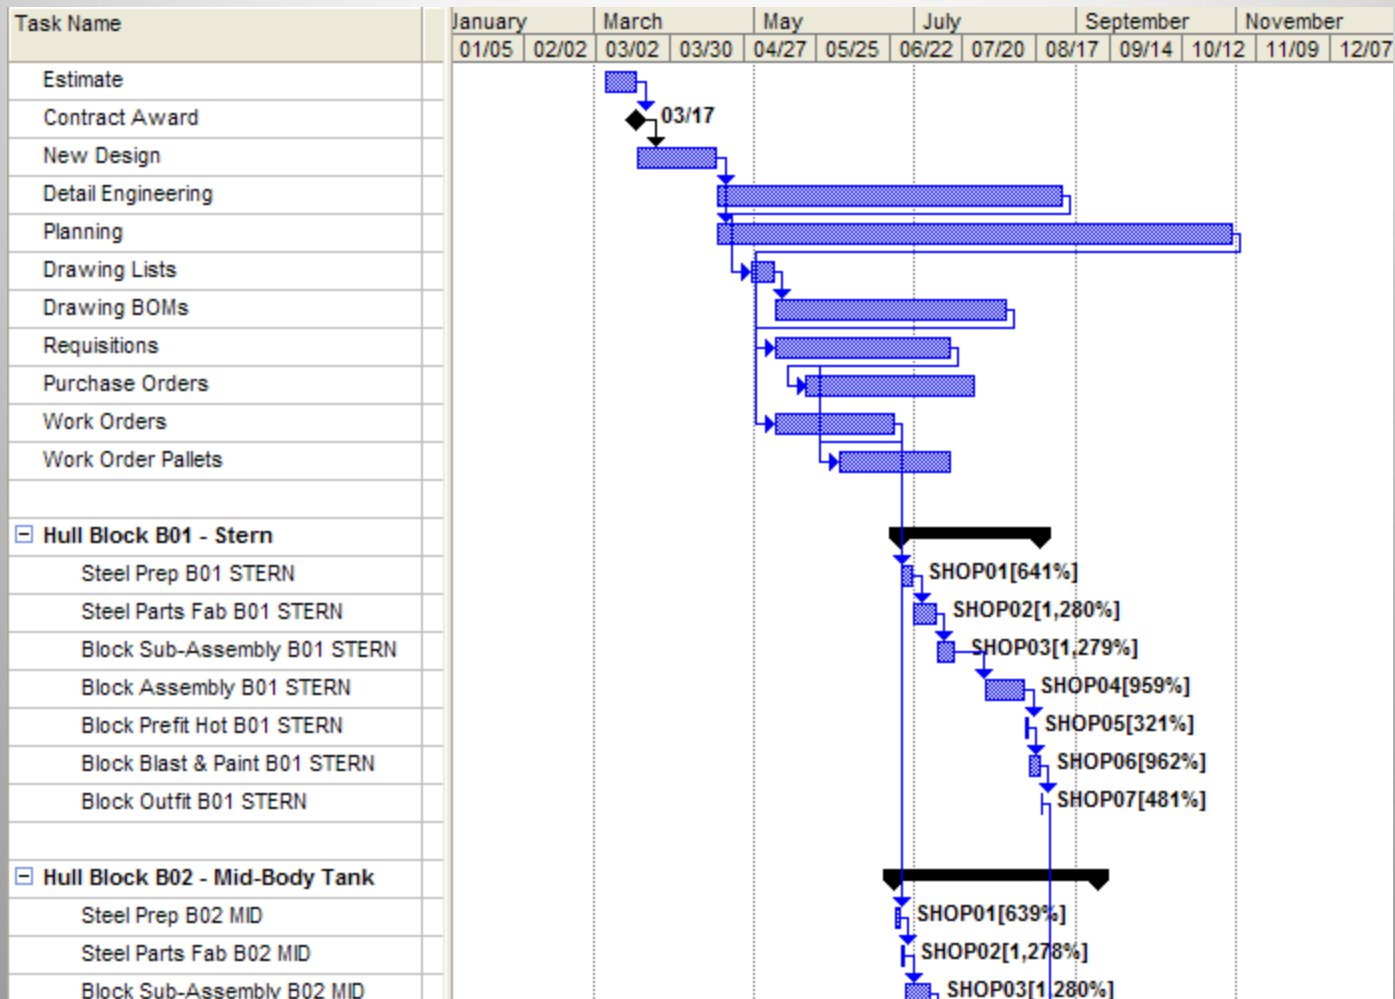 Task Name
January March May July September November
01/05 02/02 03/02 03/30 04/27 05/25 06/22 07/20 08/17 09/14 10/12 11/09 12/07
Estimate
Contract Award 03/17
New Design
Detail Engineering
Planning
Drawing Lists
Drawing BOMs
Requisitions
Purchase Orders
Work Orders
Work Order Pallets
Hull Block B01 - Stern
Steel Prep B01 STERN SHOP01[641%]
Steel Parts Fab B01 STERN SHOP02[1,280%]
Block Sub-Assembly B01 STERN SHOP03[1,279%]
Block Assembly B01 STERN SHOP04[959%]
Block Prefit Hot B01 STERN SHOP05[321%]
Block Blast & Paint B01 STERN SHOP06[962%]
Block Outfit B01 STERN SHOP07[481%]
Hull Block B02 - Mid-Body Tank
Steel Prep B02 MID SHOP01[639%]
Steel Parts Fab B02 MID SHOP02[1,278%]
Block Sub-Assembly B02 MID SHOP03[1,280%]